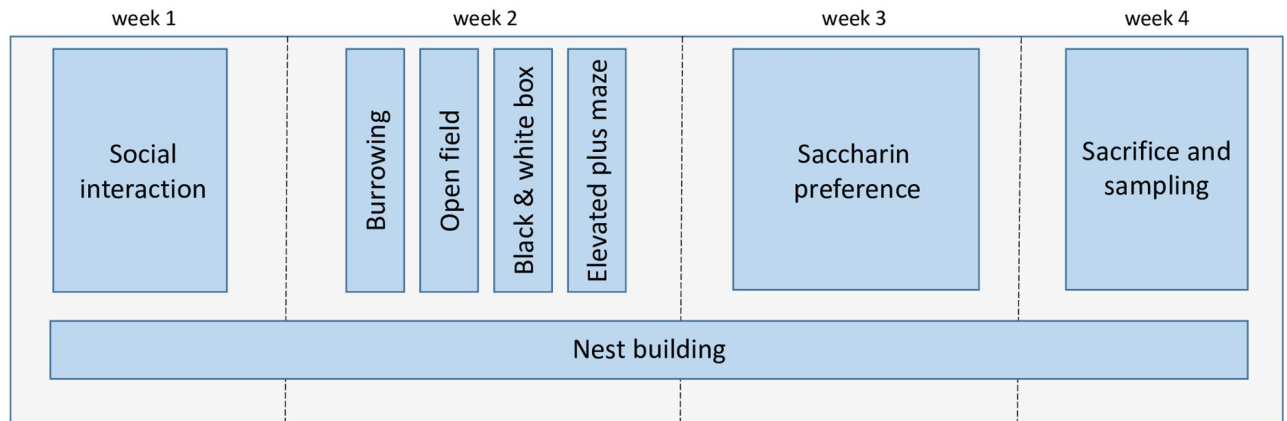 week 1
week 2
week 3
week 4
Social
interaction
Burrowing
Open field
Black & white box
Elevated plus maze
Saccharin
preference
Sacrifice and
sampling
Nest building